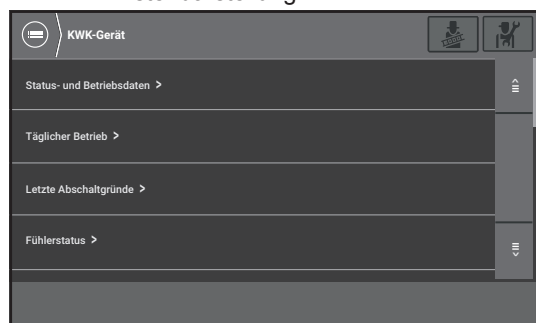 KWK-Gerät
Status- und Betriebsdaten >
Täglicher Betrieb >
Letzte Abschaltgründe >
Fühlerstatus >